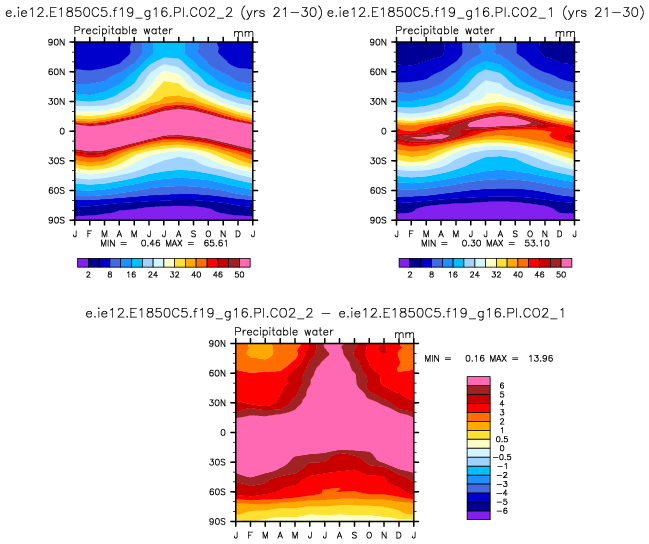 e.ie12.E1850C5.f19_g16.PI.CO2_2 (yrs 21-30) e.ie12.E1850C5.f19_g16.PI.CO2_1 (yrs 21-30)
Precipitable water mm Precipitable water mm
90N 90N
60N 60N
30N 30N
0 0
30S 30S
60S 60S
90S 90S
J F M A M J J A S O N D J J F M A M J J A S O N D J
MIN = 0.46 MAX = 65.61 MIN = 0.30 MAX = 53.10
2 8 16 24 32 40 46 50 2 8 16 24 32 40 46 50
e.ie12.E1850C5.f19_g16.PI.CO2_2 - e.ie12.E1850C5.f19_g16.PI.CO2_1
Precipitable water mm
MIN = 0.16 MAX = 13.96
90N
60N
30N
0
30S
60S
90S
J F M A M J J A S O N D J
6
5
4
3
2
1
0.5
0
-0.5
-1
-2
-3
-4
-5
-6